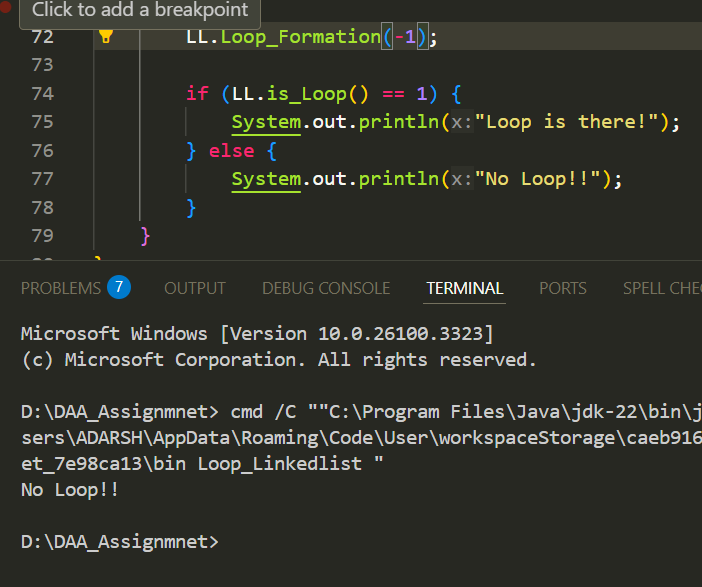 Click to add a breakpoint
72 LL.Loop_Formation(-1);
73
74 if (LL.is_Loop() == 1) {
75 System.out.println(x:"Loop is there!");
76 } else {
77 System.out.println(x:"No Loop!!");
78 }
79 }
PROBLEMS 7 OUTPUT DEBUG CONSOLE TERMINAL PORTS SPELL CHE
Microsoft Windows [Version 10.0.26100.3323]
(c) Microsoft Corporation. All rights reserved.
D:\DAA_Assignmnet> cmd /C ""C:\Program Files\Java\jdk-22\bin\j
sers\ADARSH\AppData\Roaming\Code\User\workspaceStorage\caeb916
et_7e98ca13\bin Loop_Linkedlist "
No Loop!!
D:\DAA_Assignmnet>